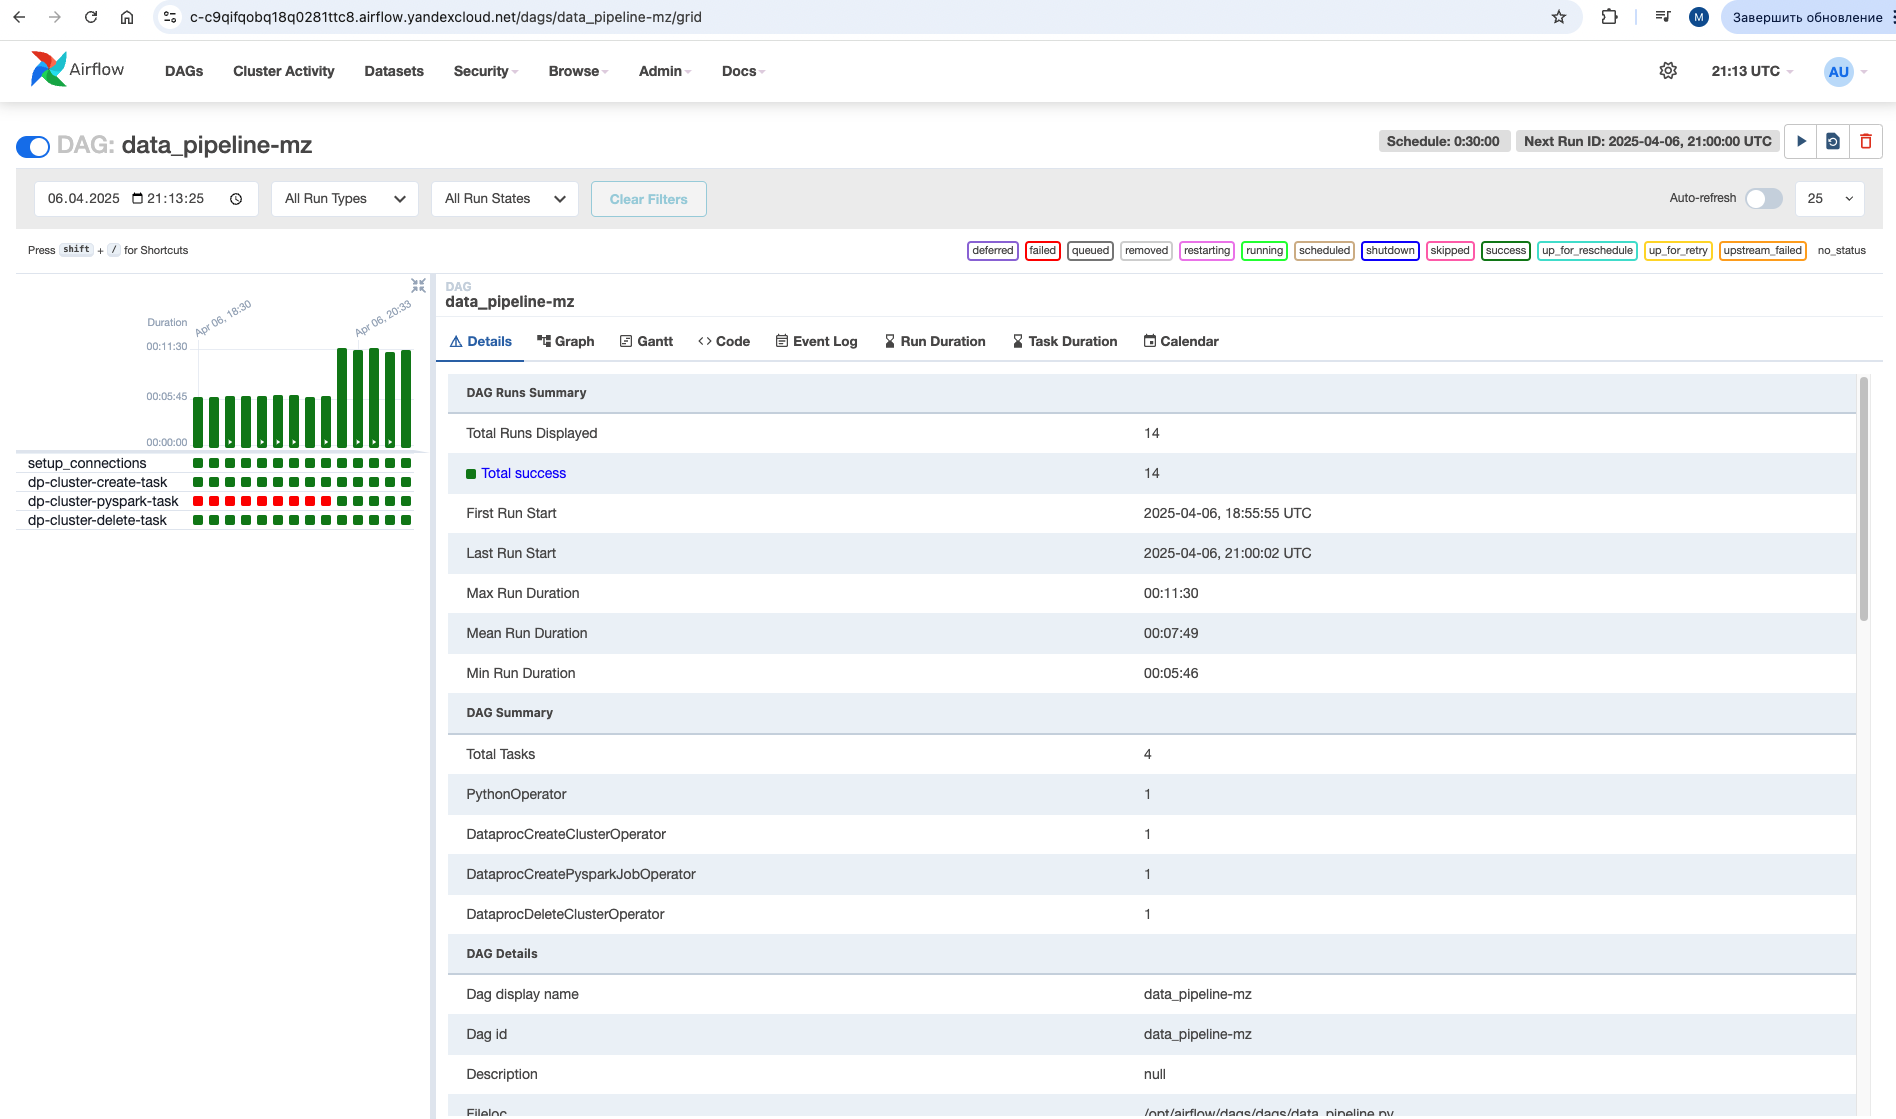 c-c9qifqobq18q0281ttc8.airflow.yandexcloud.net/dags/data_pipeline-mz/grid
M
Завершить обновление
Airflow
DAGs
Cluster Activity
Datasets
Security
Browse
Admin
Docs
21:13 UTC
AU
DAG: data_pipeline-mz
Schedule: 0:30:00
Next Run ID: 2025-04-06, 21:00:00 UTC
06.04.2025 21:13:25
All Run Types
All Run States
Clear Filters
Auto-refresh
25
Press shift + / for Shortcuts
deferred
failed
queued
removed
restarting
running
scheduled
shutdown
skipped
success
up_for_reschedule
up_for_retry
upstream_failed
no_status
Duration
Apr 06, 18:30
Apr 06, 20:33
00:11:30
00:05:45
00:00:00
setup_connections
dp-cluster-create-task
dp-cluster-pyspark-task
dp-cluster-delete-task
DAG
data_pipeline-mz
Details
Graph
Gantt
Code
Event Log
Run Duration
Task Duration
Calendar
DAG Runs Summary
Total Runs Displayed 14
Total success 14
First Run Start 2025-04-06, 18:55:55 UTC
Last Run Start 2025-04-06, 21:00:02 UTC
Max Run Duration 00:11:30
Mean Run Duration 00:07:49
Min Run Duration 00:05:46
DAG Summary
Total Tasks 4
PythonOperator 1
DataprocCreateClusterOperator 1
DataprocCreatePysparkJobOperator 1
DataprocDeleteClusterOperator 1
DAG Details
Dag display name data_pipeline-mz
Dag id data_pipeline-mz
Description null
Fileloc /opt/airflow/dags/dags/data_pipeline.py